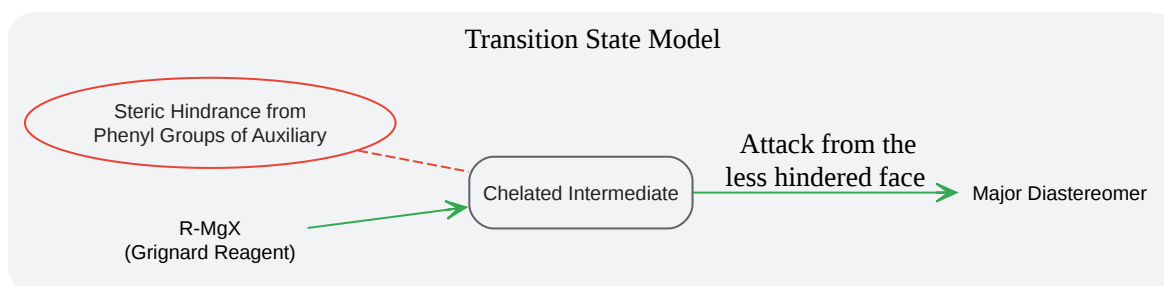 Transition State Model
Steric Hindrance from
Phenyl Groups of Auxiliary
Attack from the
less hindered face
Chelated Intermediate
Major Diastereomer
R-MgX
(Grignard Reagent)